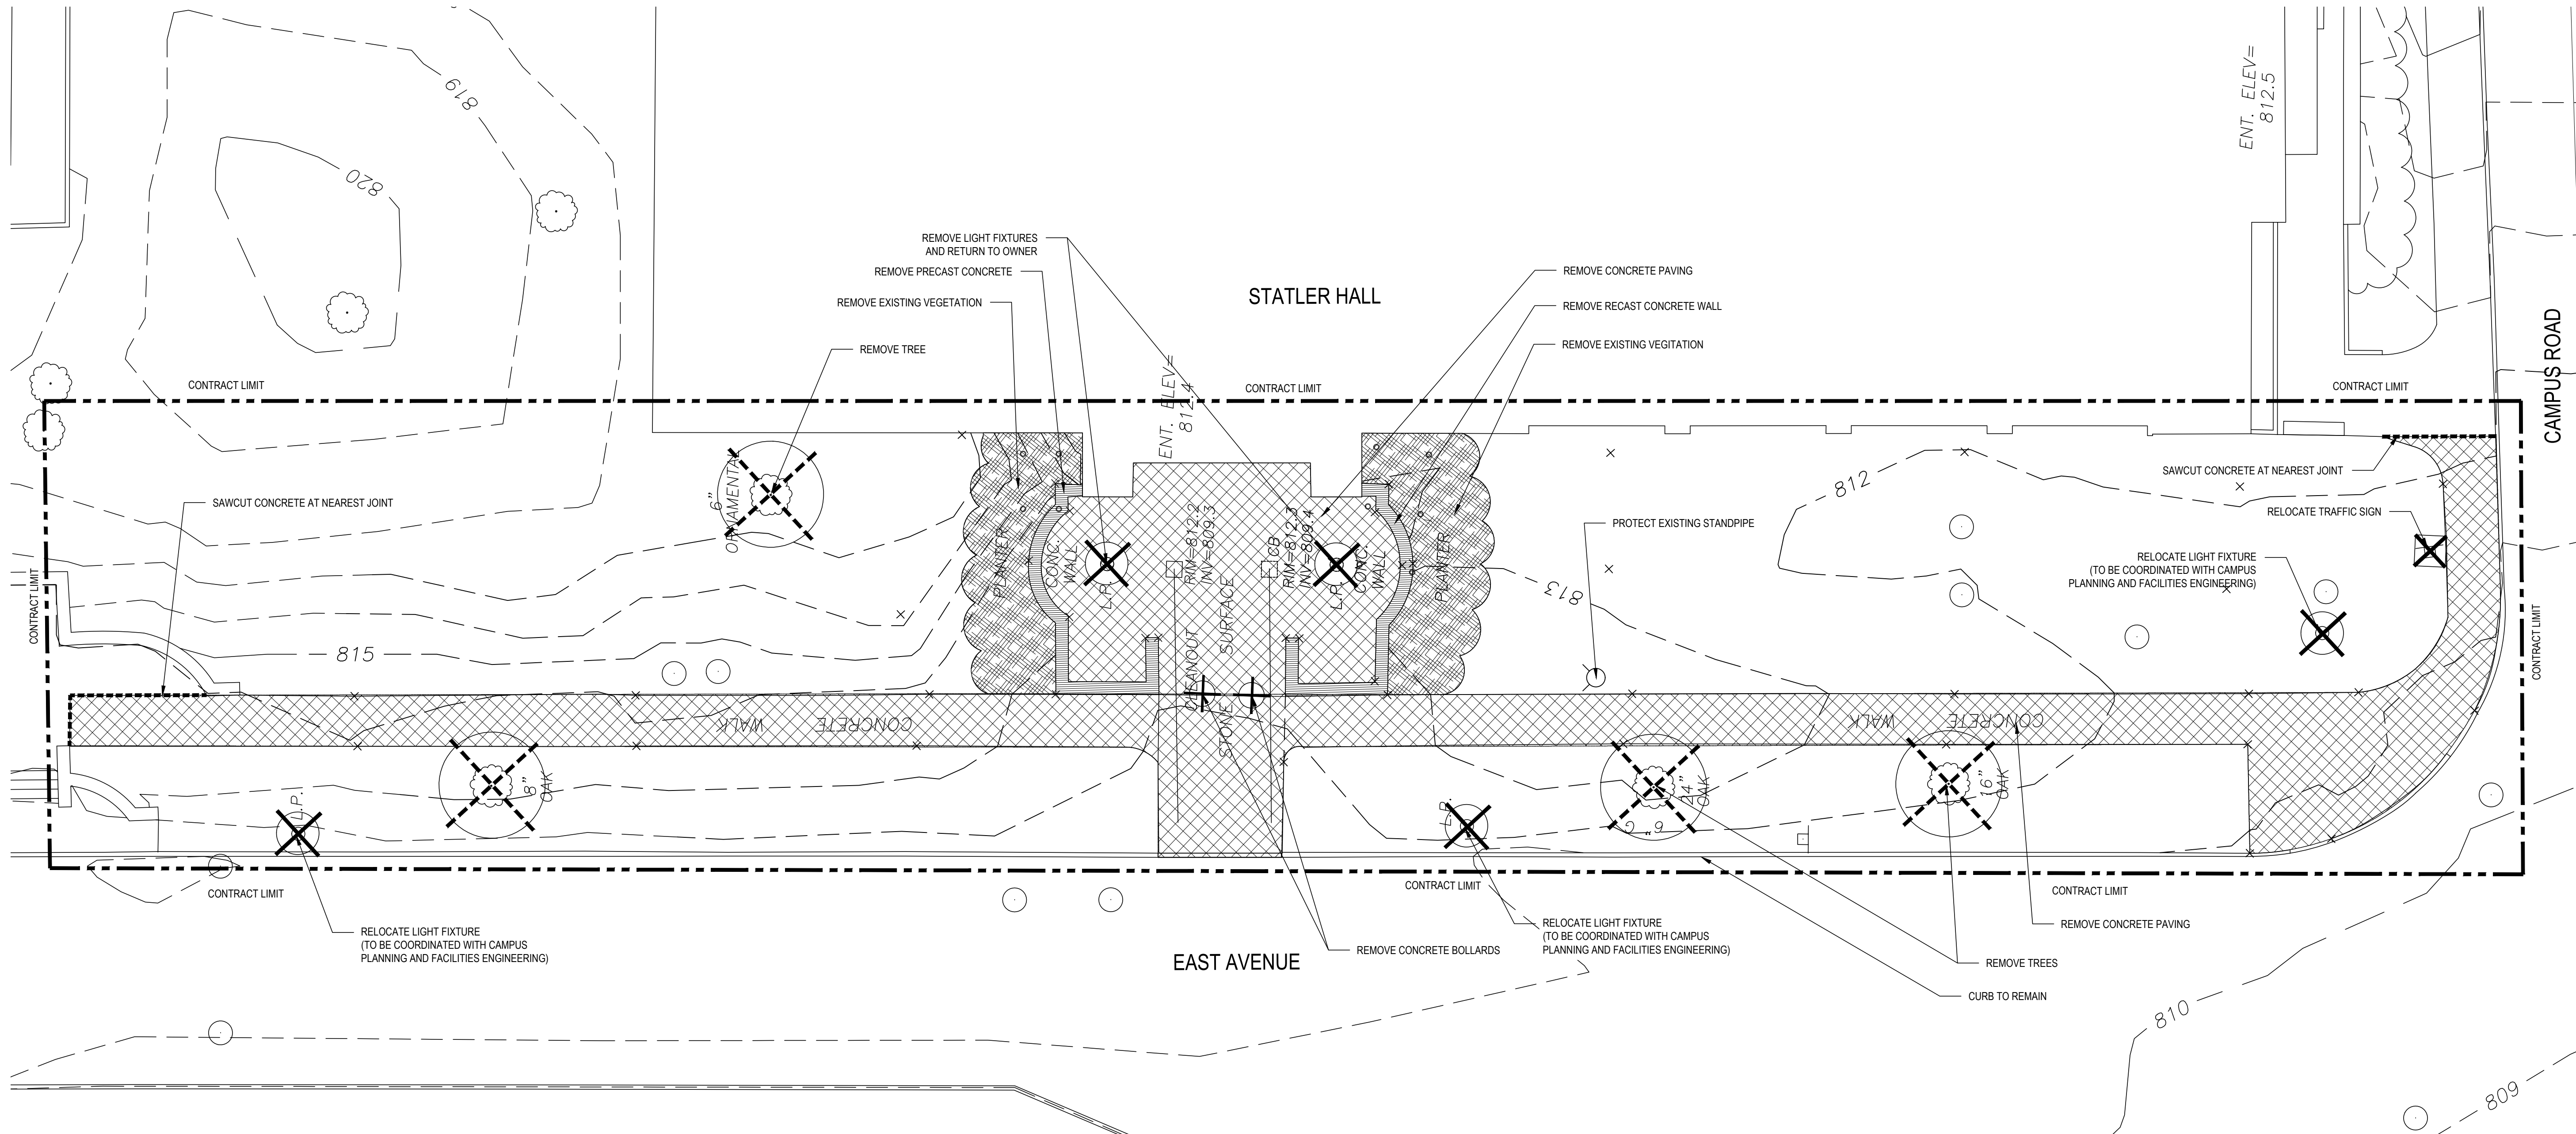 819
820
ENT. ELEV=
812.5
REMOVE LIGHT FIXTURES
AND RETURN TO OWNER
REMOVE PRECAST CONCRETE
REMOVE EXISTING VEGETATION
REMOVE TREE
STATLER HALL
REMOVE CONCRETE PAVING
REMOVE RECAST CONCRETE WALL
REMOVE EXISTING VEGITATION
CAMPUS ROAD
CONTRACT LIMIT
CONTRACT LIMIT
CONTRACT LIMIT
ENT. ELEV=
812.4
6"
ORNAMENTAL
SAWCUT CONCRETE AT NEAREST JOINT
812
SAWCUT CONCRETE AT NEAREST JOINT
RELOCATE TRAFFIC SIGN
PROTECT EXISTING STANDPIPE
RELOCATE LIGHT FIXTURE
(TO BE COORDINATED WITH CAMPUS
PLANNING AND FACILITIES ENGINEERING)
CONTRACT LIMIT
CONTRACT LIMIT
PLANTER
CONC.
WALL
L.P.
RIM=812.2
INV=809.3
CB
RIM=812.3
INV=809.4
L.P.
CONC.
WALL
PLANTER
813
815
CLEANOUT
STONE SURFACE
CONCRETE WALK
CONCRETE WALK
8"
OAK
L.P.
L.P.
6" G
24"
OAK
16"
OAK
CONTRACT LIMIT
CONTRACT LIMIT
CONTRACT LIMIT
RELOCATE LIGHT FIXTURE
(TO BE COORDINATED WITH CAMPUS
PLANNING AND FACILITIES ENGINEERING)
EAST AVENUE
REMOVE CONCRETE BOLLARDS
RELOCATE LIGHT FIXTURE
(TO BE COORDINATED WITH CAMPUS
PLANNING AND FACILITIES ENGINEERING)
REMOVE CONCRETE PAVING
REMOVE TREES
CURB TO REMAIN
810
809